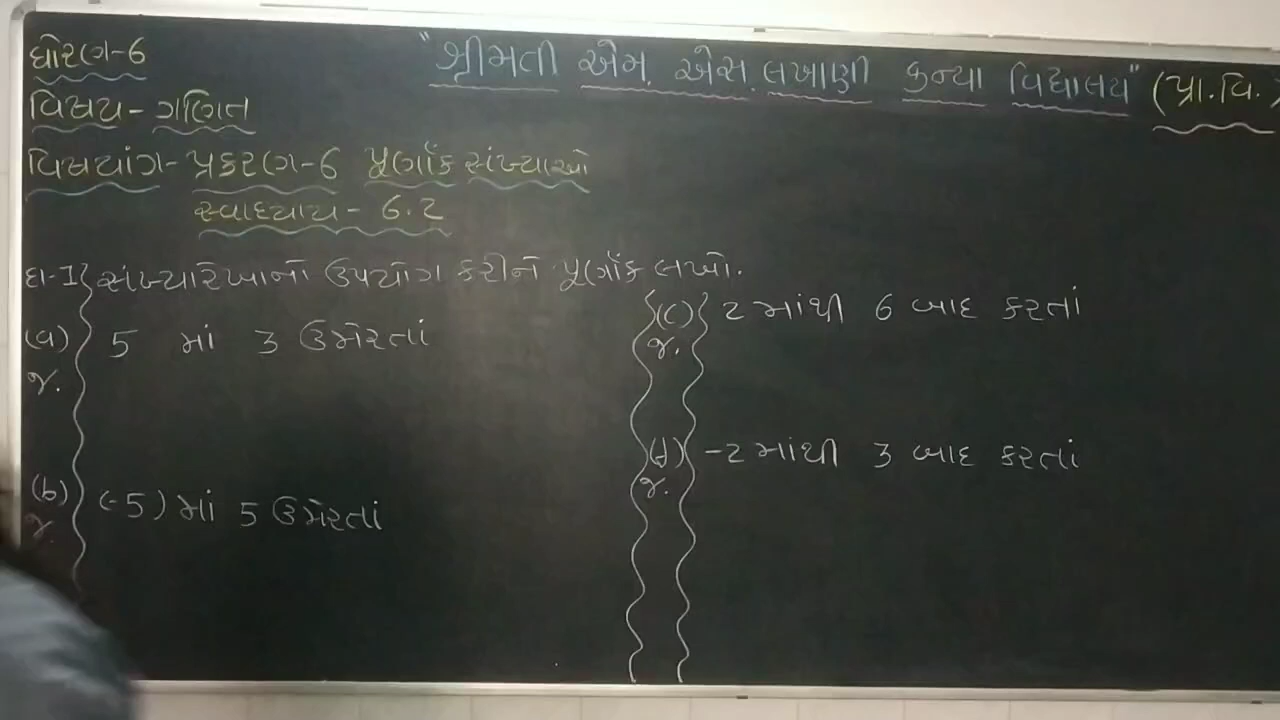 ધોરણ-6
"શ્રીમતી એમ. એસ. લખાણી કન્યા વિદ્યાલય" (પ્રા.વિ.)
વિષય- ગણિત
વિષયાંગ- પ્રકરણ-6 પૂર્ણાંક સંખ્યાઓ
સ્વાધ્યાય- 6.2
દા-1 સંખ્યારેખાનો ઉપયોગ કરીને પૂર્ણાંક લખો.
(a) 5 માં 3 ઉમેરતાં
જ.
(b) (-5) માં 5 ઉમેરતાં
જ.
(c) 2 માંથી 6 બાદ કરતાં
જ.
(d) -2 માંથી 3 બાદ કરતાં
જ.